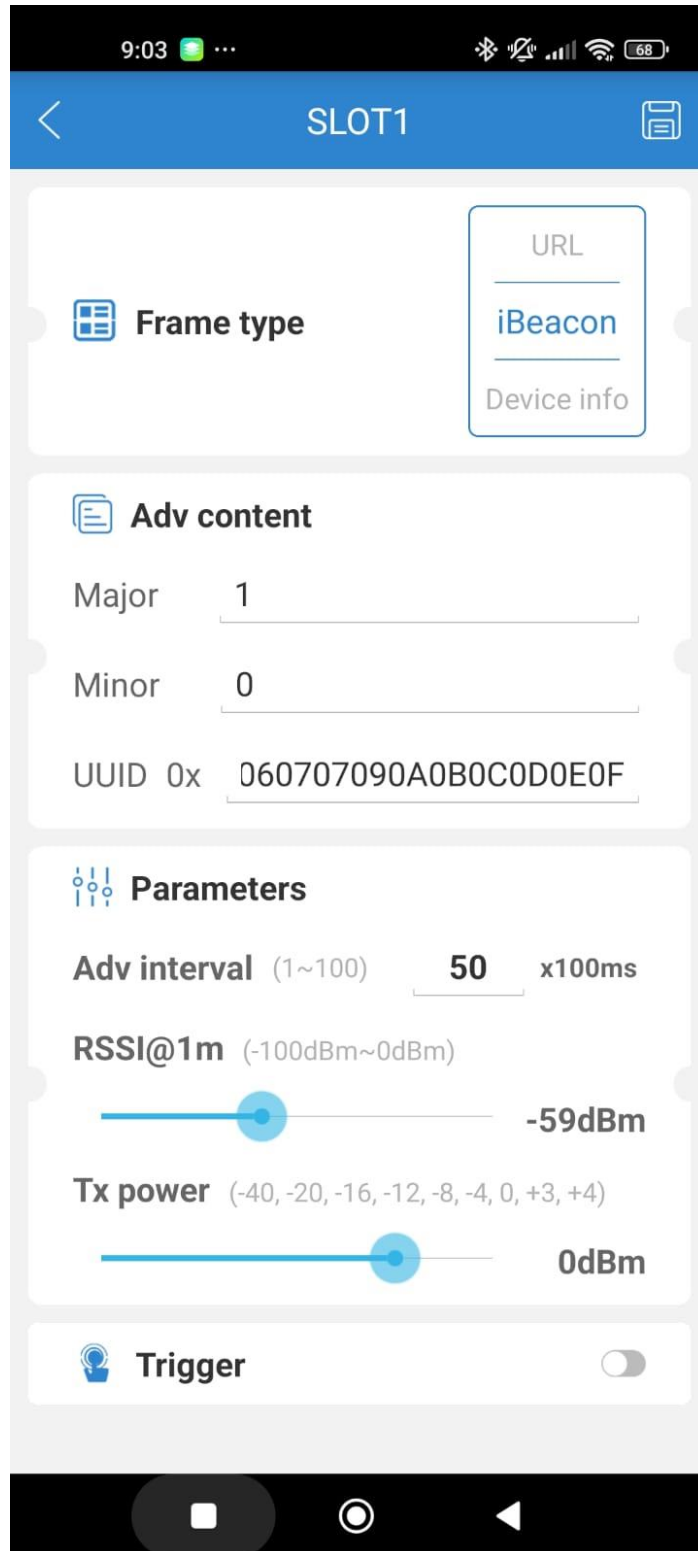 9:03 ...
68
SLOT1
URL
Frame type
iBeacon
Device info
Adv content
Major 1
Minor 0
UUID 0x 060707090A0B0C0D0E0F
Parameters
Adv interval (1~100) 50 x100ms
RSSI@1m (-100dBm~0dBm)
-59dBm
Tx power (-40, -20, -16, -12, -8, -4, 0, +3, +4)
0dBm
Trigger